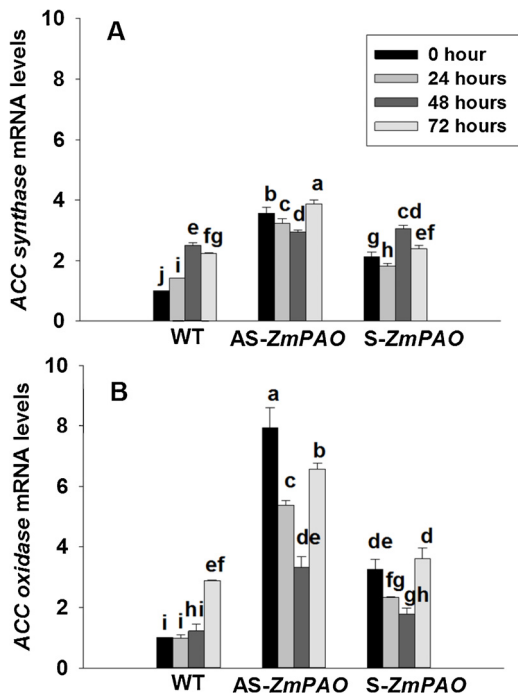 A
ACC synthase mRNA levels
10
8
6
4
2
0
0 hour
24 hours
48 hours
72 hours
j i e fg
b c d a
g h cd ef
WT AS-ZmPAO S-ZmPAO
B
ACC oxidase mRNA levels
10
8
6
4
2
0
i i hi ef
a c de b
de fg gh d
WT AS-ZmPAO S-ZmPAO